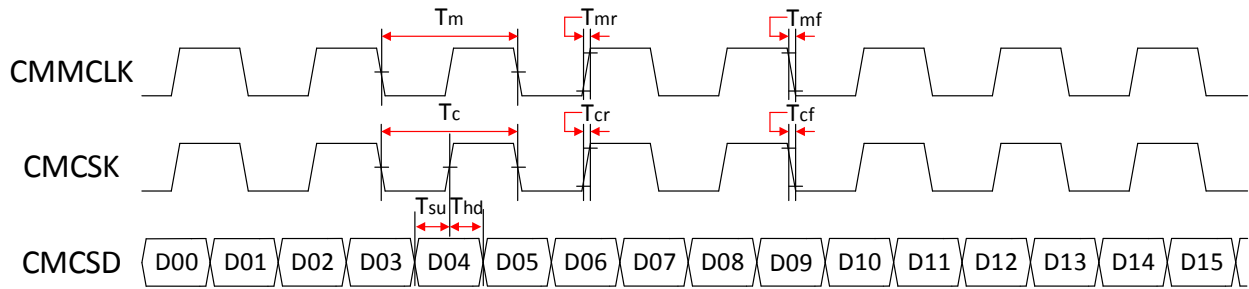 Tm Tmr Tmf
CMMCLK
Tc Tcr Tcf
CMCSK
Tsu Thd
CMCSD D00 D01 D02 D03 D04 D05 D06 D07 D08 D09 D10 D11 D12 D13 D14 D15